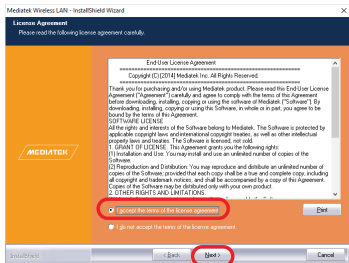 Mediatek Wireless LAN - InstallShield Wizard
Licence Agreement
Please read the following license agreement carefully.
End-User License Agreement
Copyright (C) [2014] Mediatek Inc. All Rights Reserved.
Thank you for purchasing and/or using Mediatek product. Please read this End-User License
Agreement ("Agreement") carefully and agree to comply with the terms of this Agreement
before downloading, installing, copying or using the software of Mediatek ("Software"). By
downloading, installing, copying or using this Software, in whole or in part, you agree to be
bound by the terms of this Agreement.
SOFTWARE LICENSE
All the rights and interests of the Software belong to Mediatek. The Software is protected by
applicable copyright laws and international copyright treaties, as well as other intellectual
property laws and treaties. The Software is licensed, not sold.
1. GRANT OF LICENSE. This Agreement grants you the following rights:
(1) Installation and Use: You may install and use an unlimited number of copies of the
Software.
(2) Reproduction and Distribution: You may reproduce and distribute an unlimited number of
copies of the Software; provided that each copy shall be a true and complete copy, including
all copyright and trademark notices, and shall be accompanied by a copy of this Agreement.
Copies of the Software may be distributed only with your own product.
2. OTHER RIGHTS AND LIMITATIONS.
MEDIATEK
I accept the terms of the license agreement
Print
I do not accept the terms of the license agreement
InstallShield
< Back
Next >
Cancel